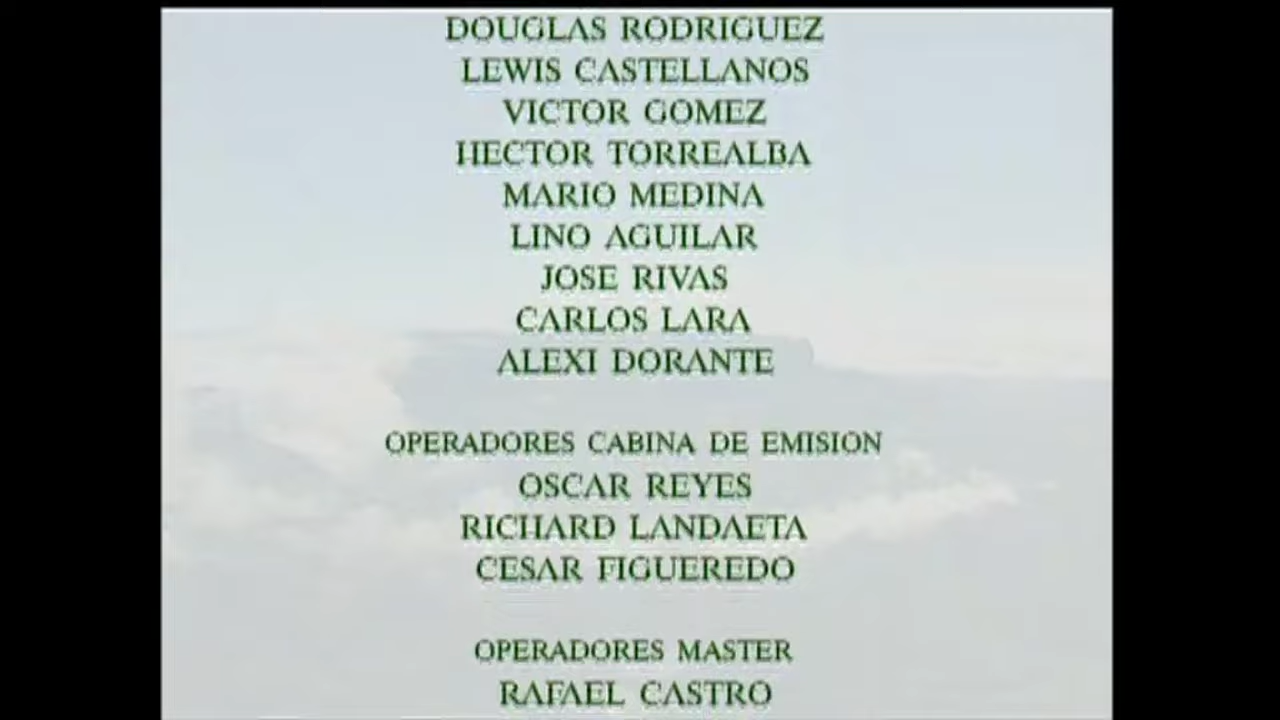 DOUGLAS RODRIGUEZ
LEWIS CASTELLANOS
VICTOR GOMEZ
HECTOR TORREALBA
MARIO MEDINA
LINO AGUILAR
JOSE RIVAS
CARLOS LARA
ALEXI DORANTE
OPERADORES CABINA DE EMISION
OSCAR REYES
RICHARD LANDAETA
CESAR FIGUEREDO
OPERADORES MASTER
RAFAEL CASTRO